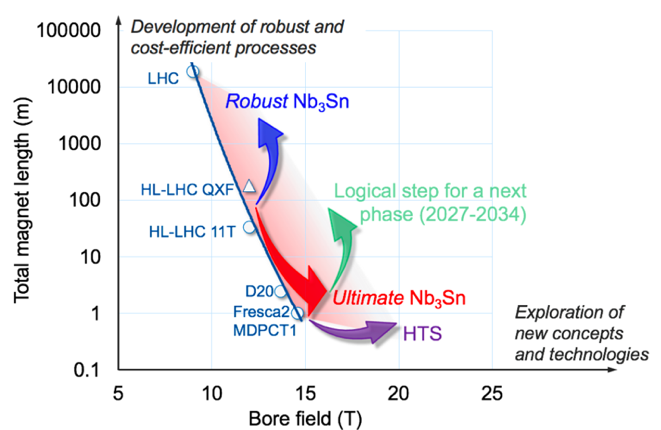 Development of robust and
cost-efficient processes
100000
10000
1000
100
10
1
0.1
Total magnet length (m)
LHC
Robust Nb₃Sn
HL-LHC QXF
Logical step for a next
phase (2027-2034)
HL-LHC 11T
D20
Fresca2
MDPCT1
Ultimate Nb₃Sn
HTS
Exploration of
new concepts
and technologies
5 10 15 20 25
Bore field (T)